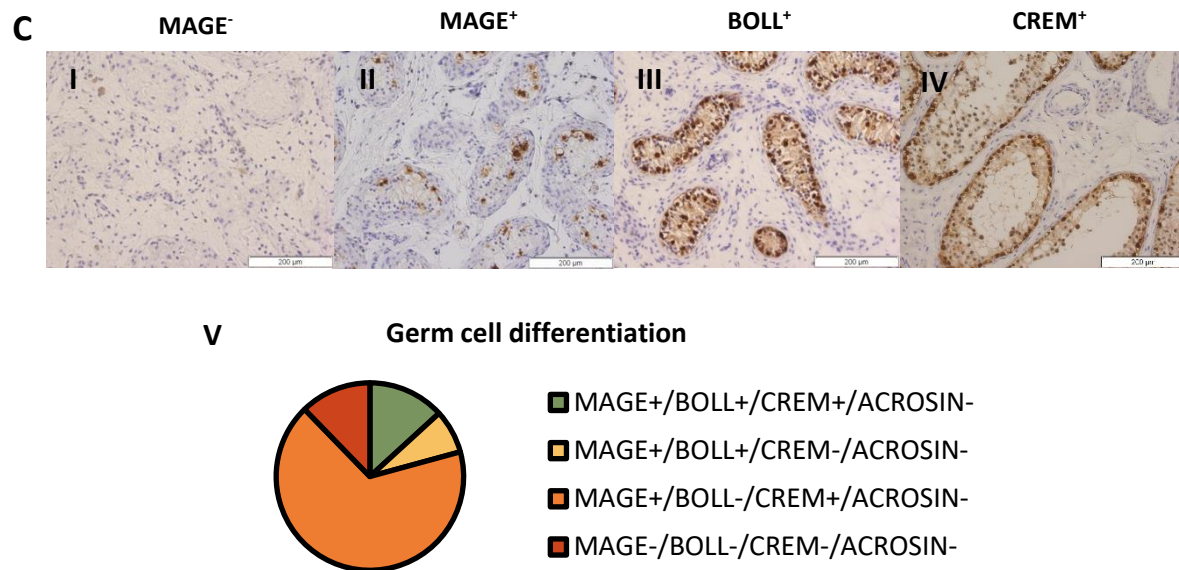 C
MAGE⁻
MAGE⁺
BOLL⁺
CREM⁺
I
II
III
IV
200 µm
200 µm
200 µm
200 µm
V
Germ cell differentiation
MAGE+/BOLL+/CREM+/ACROSIN-
MAGE+/BOLL+/CREM-/ACROSIN-
MAGE+/BOLL-/CREM+/ACROSIN-
MAGE-/BOLL-/CREM-/ACROSIN-